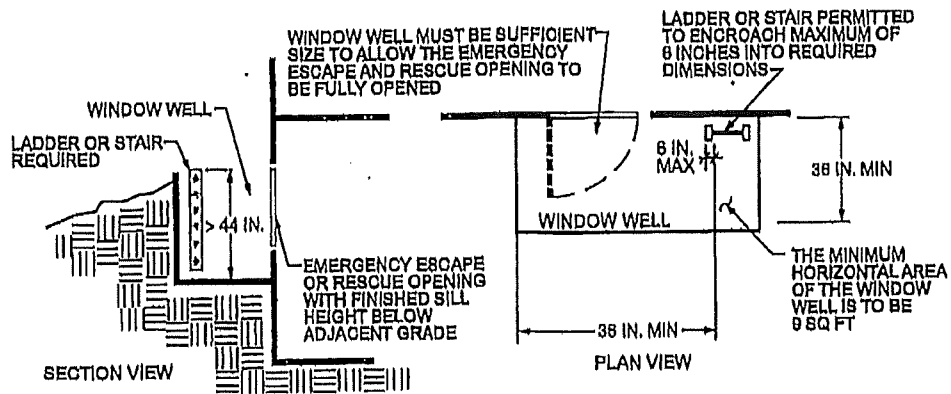 WINDOW WELL MUST BE SUFFICIENT
SIZE TO ALLOW THE EMERGENCY
ESCAPE AND RESCUE OPENING TO
BE FULLY OPENED
LADDER OR STAIR PERMITTED
TO ENCROACH MAXIMUM OF
6 INCHES INTO REQUIRED
DIMENSIONS
WINDOW WELL
LADDER OR STAIR
REQUIRED
> 44 IN.
EMERGENCY ESCAPE
OR RESCUE OPENING
WITH FINISHED SILL
HEIGHT BELOW
ADJACENT GRADE
SECTION VIEW
6 IN.
MAX
36 IN. MIN
WINDOW WELL
THE MINIMUM
HORIZONTAL AREA
OF THE WINDOW
WELL IS TO BE
9 SQ FT
36 IN. MIN
PLAN VIEW